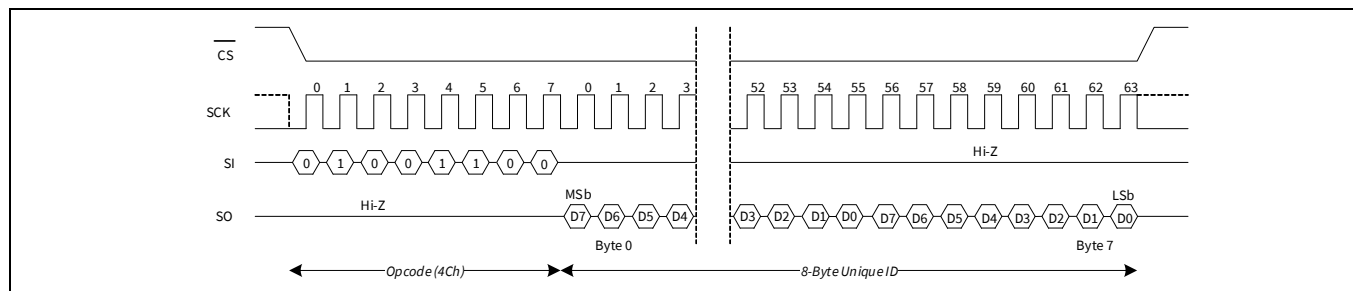 CS
SCK 0 1 2 3 4 5 6 7 0 1 2 3 52 53 54 55 56 57 58 59 60 61 62 63
SI 0 1 0 0 1 1 0 0 Hi-Z
Hi-Z MSb LSb
SO D7 D6 D5 D4 D3 D2 D1 D0 D7 D6 D5 D4 D3 D2 D1 D0
Byte 0 Byte 7
Opcode (4Ch) 8-Byte Unique ID